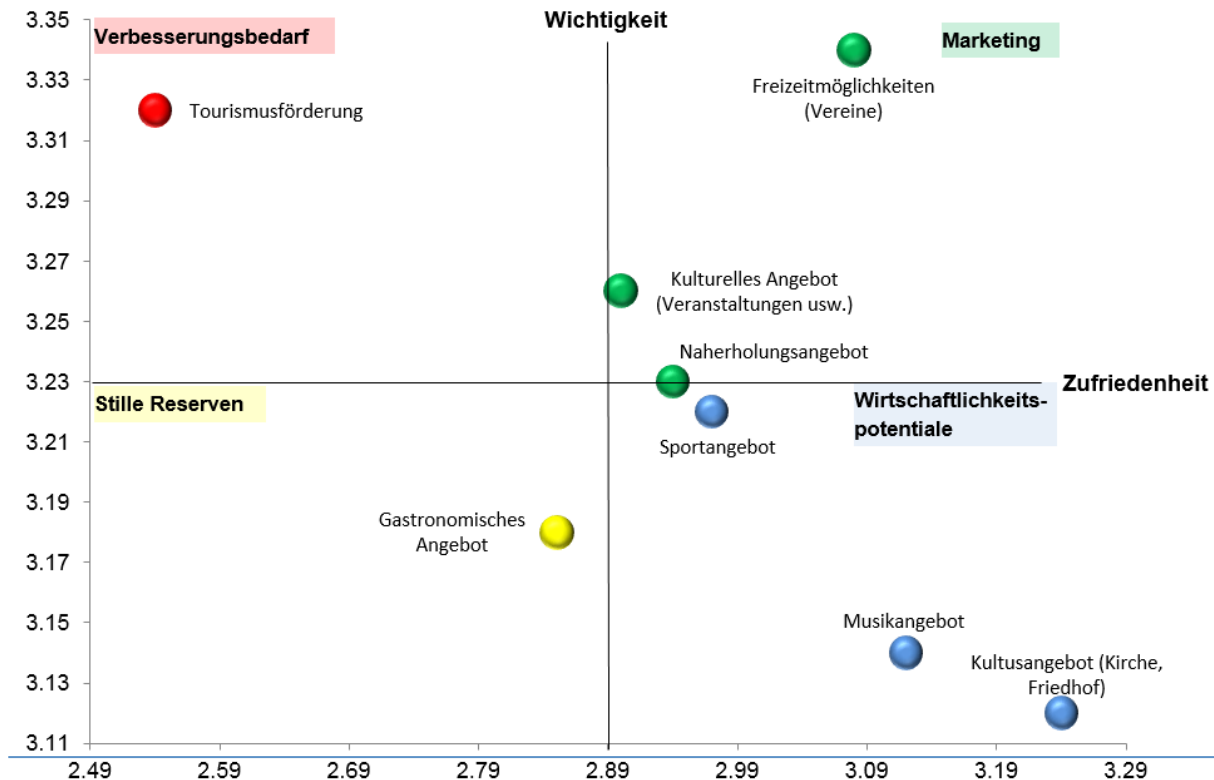 Wichtigkeit
3.35
Verbesserungsbedarf
Marketing
3.33
Freizeitmöglichkeiten
(Vereine)
Tourismusförderung
3.31
3.29
3.27
Kulturelles Angebot
(Veranstaltungen usw.)
3.25
Naherholungsangebot
3.23
Zufriedenheit
Stille Reserven
Wirtschaftlichkeits-
potentiale
3.21
Sportangebot
3.19
Gastronomisches
Angebot
3.17
3.15
Musikangebot
3.13
Kultusangebot (Kirche,
Friedhof)
3.11
2.49 2.59 2.69 2.79 2.89 2.99 3.09 3.19 3.29